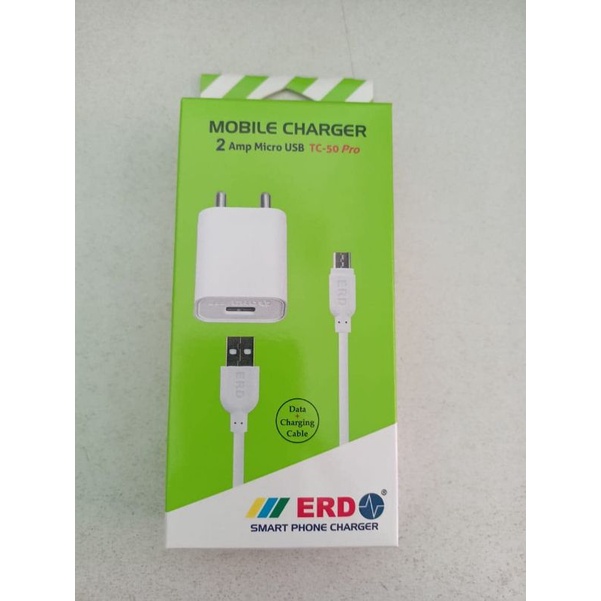 MOBILE CHARGER
2 Amp Micro USB TC-50 Pro
ERD
ERD
Data
+
Charging
Cable
ERD®
SMART PHONE CHARGER